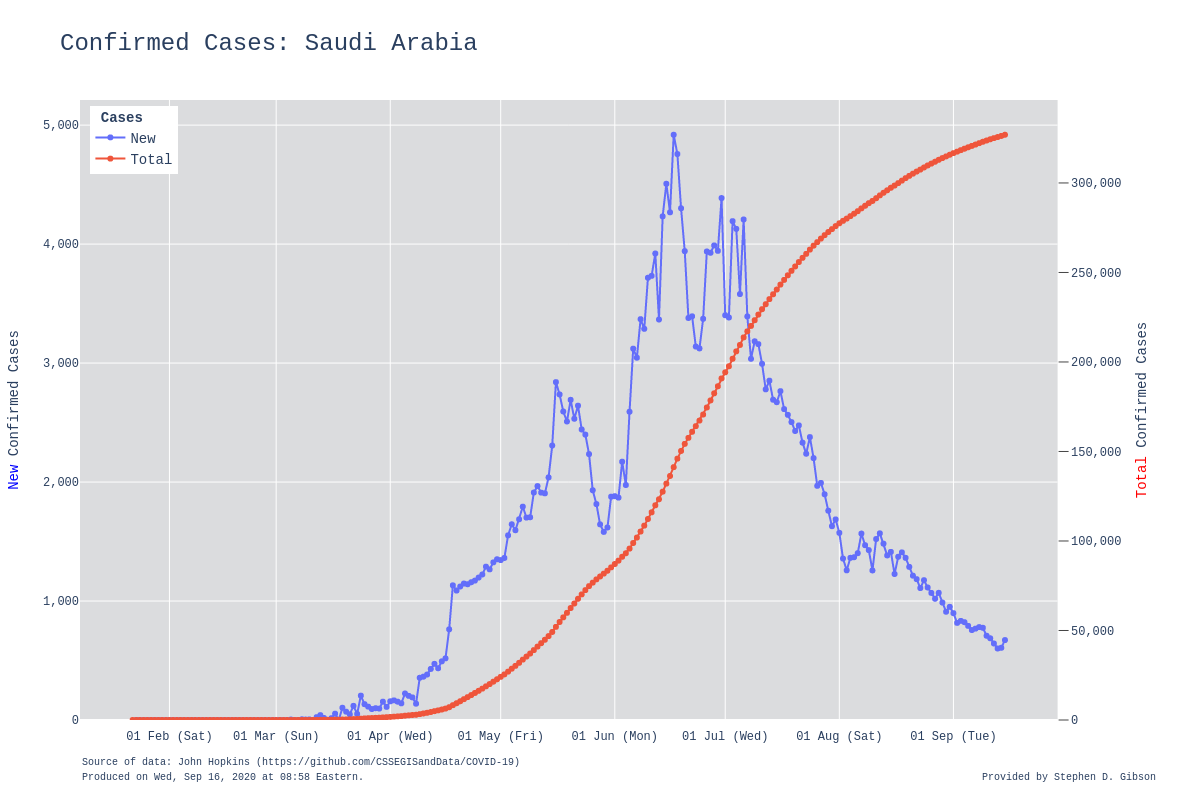 Confirmed Cases: Saudi Arabia
Cases
New
Total
5,000
4,000
3,000
2,000
1,000
0
300,000
250,000
200,000
150,000
100,000
50,000
0
New Confirmed Cases
Total Confirmed Cases
01 Feb (Sat) 01 Mar (Sun) 01 Apr (Wed) 01 May (Fri) 01 Jun (Mon) 01 Jul (Wed) 01 Aug (Sat) 01 Sep (Tue)
Source of data: John Hopkins (https://github.com/CSSEGISandData/COVID-19)
Produced on Wed, Sep 16, 2020 at 08:58 Eastern.
Provided by Stephen D. Gibson